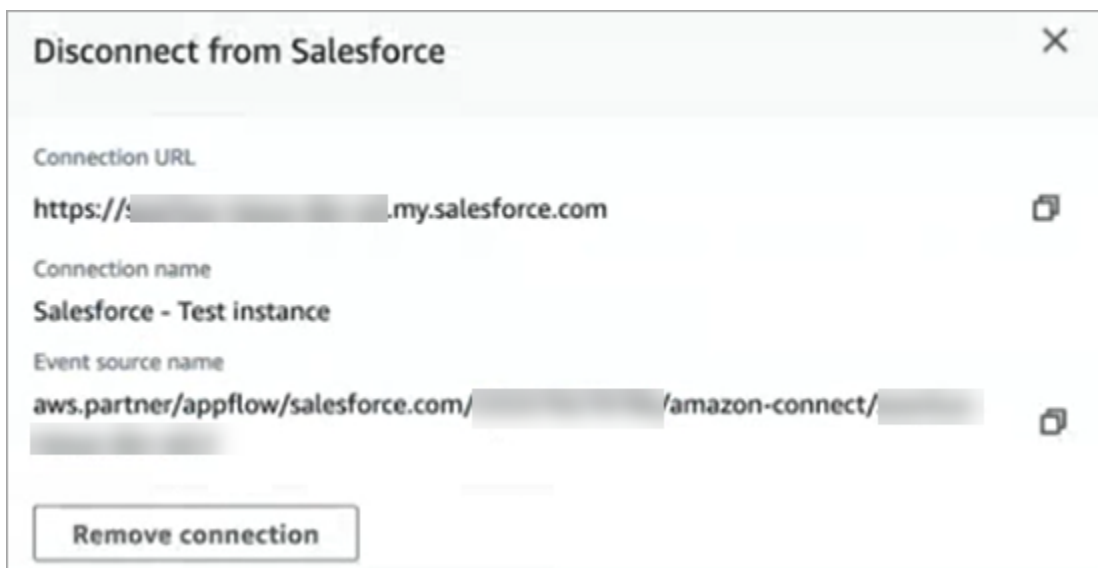 Disconnect from Salesforce
Connection URL
https:// .my.salesforce.com
Connection name
Salesforce - Test instance
Event source name
aws.partner/appflow/salesforce.com/ /amazon-connect/
Remove connection